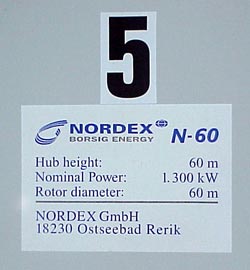 5
NORDEX N-60
BORSIG ENERGY
Hub height: 60 m
Nominal Power: 1.300 kW
Rotor diameter: 60 m
NORDEX GmbH
18230 Ostseebad Rerik